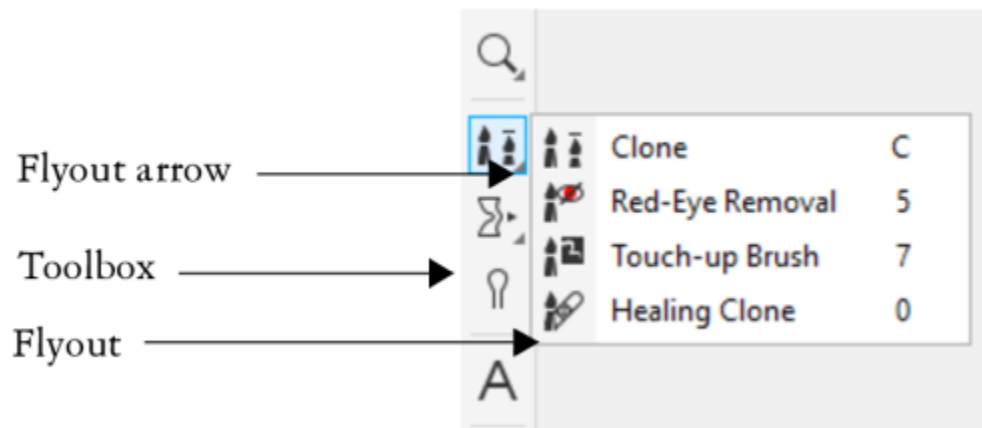 Flyout arrow
Toolbox
Flyout
Clone C
Red-Eye Removal 5
Touch-up Brush 7
Healing Clone 0
A